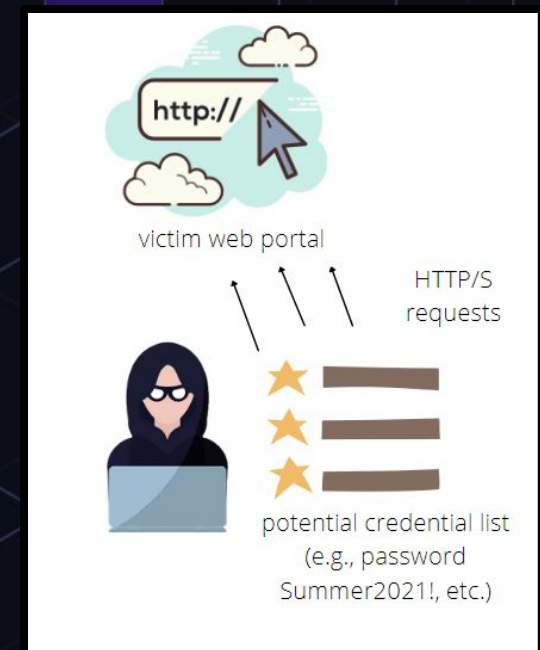 http://
victim web portal
HTTP/S
requests
potential credential list
(e.g., password
Summer2021!, etc.)